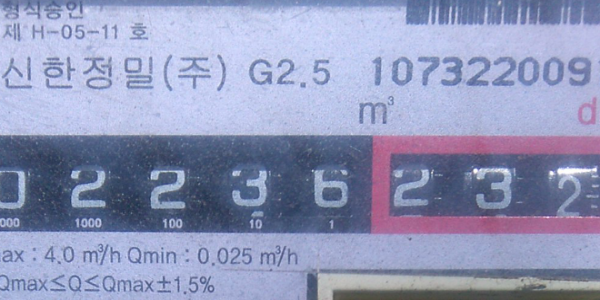 형식승인
제 H-05-11 호
신한정밀(주) G2.5 107322009
m³ d
0 2 2 3 6 2 3 2
000 1000 100 10 1
ax : 4.0 m³/h Qmin : 0.025 m³/h
Qmax≤Q≤Qmax±1.5%